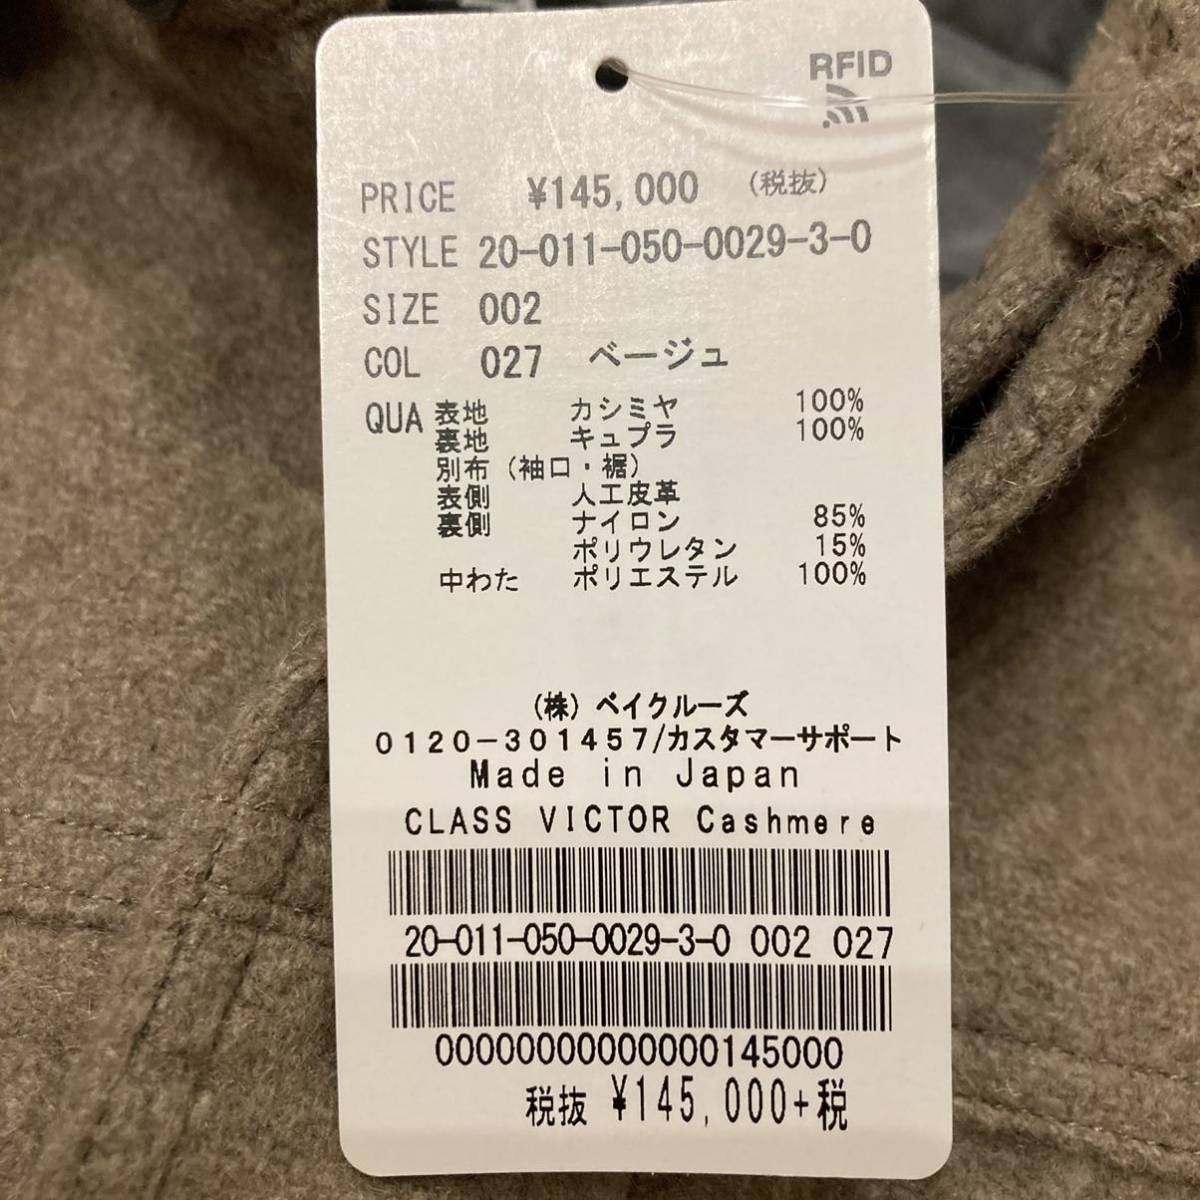 RFID
PRICE ¥145,000 (税抜)
STYLE 20-011-050-0029-3-0
SIZE 002
COL 027 ベージュ
QUA 表地 カシミヤ 100%
裏地 キュプラ 100%
別布(袖口・裾)
表側 人工皮革
裏側 ナイロン 85%
ポリウレタン 15%
中わた ポリエステル 100%
(株)ベイクルーズ
0120-301457/カスタマーサポート
Made in Japan
CLASS VICTOR Cashmere
20-011-050-0029-3-0 002 027
00000000000000145000
税抜 ¥145,000+税